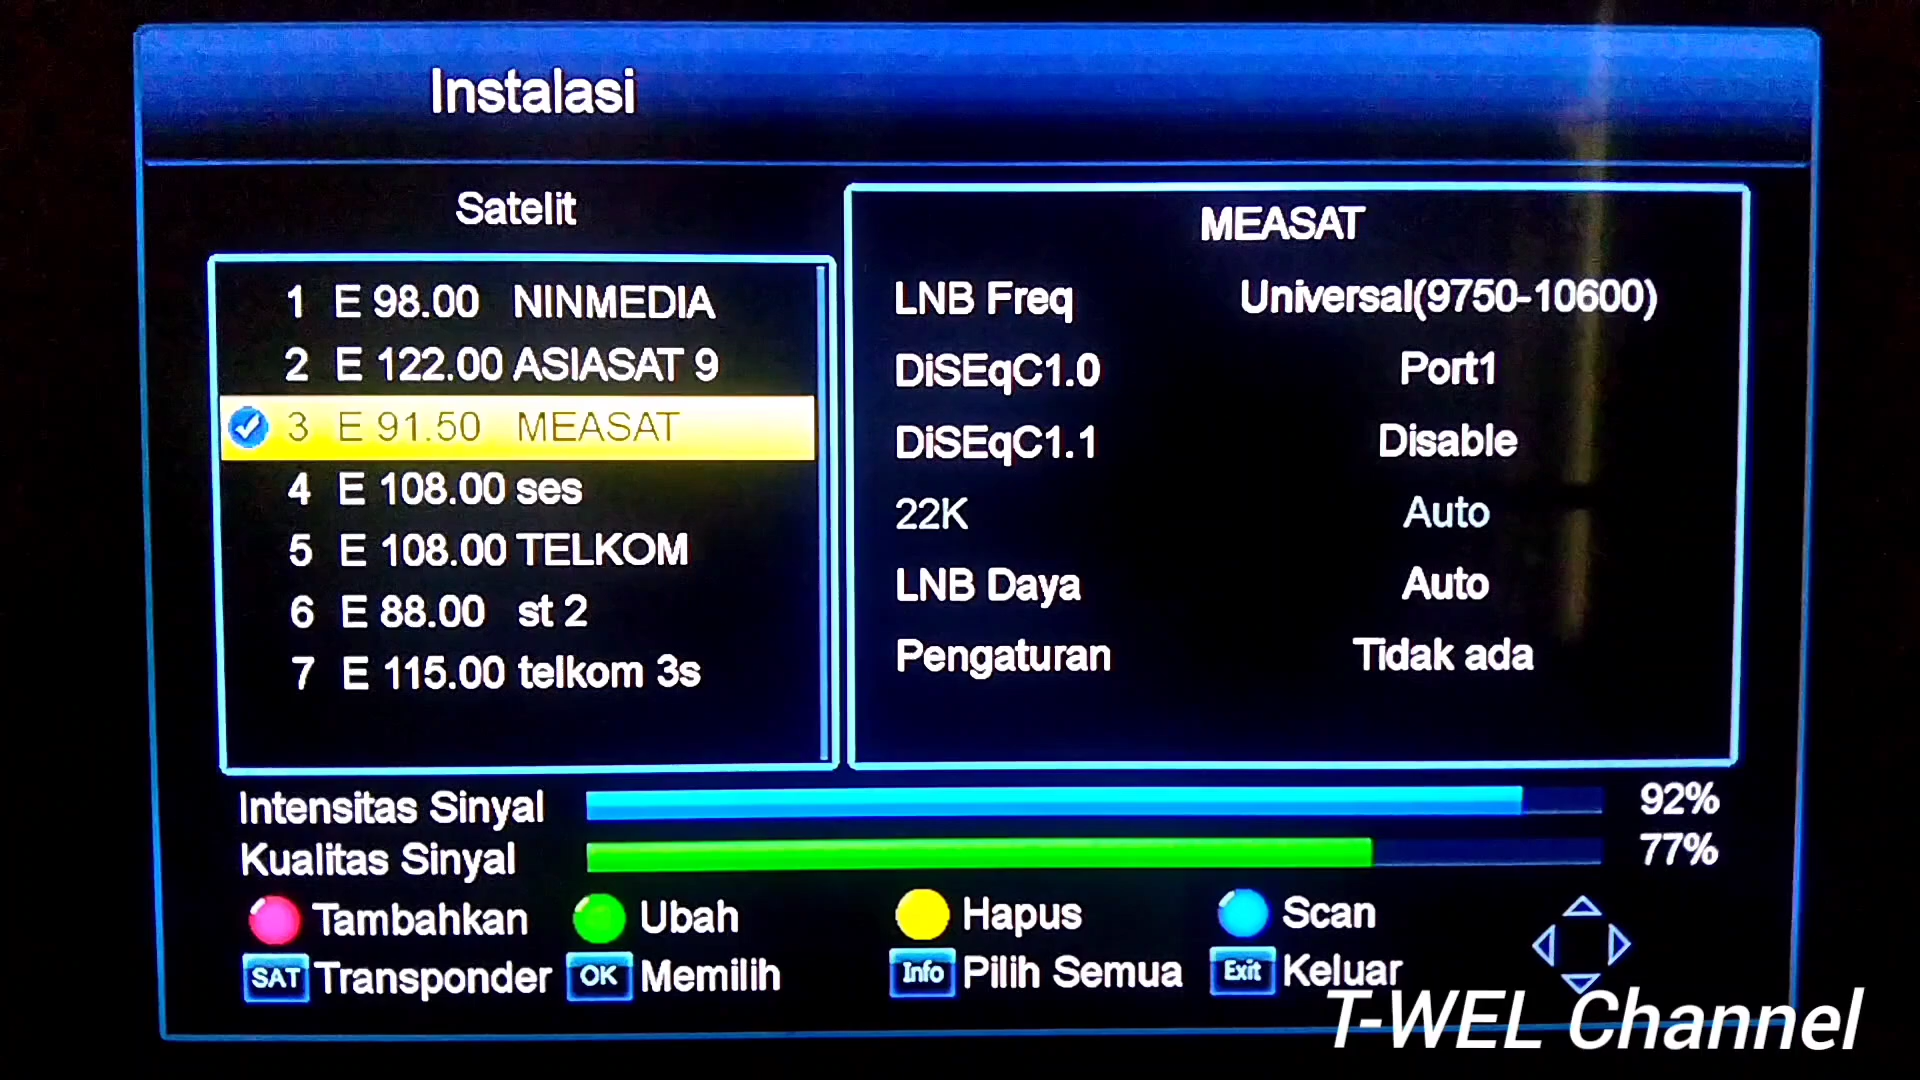 Instalasi
Satelit
1 E 98.00 NINMEDIA
2 E 122.00 ASIASAT 9
3 E 91.50 MEASAT
4 E 108.00 ses
5 E 108.00 TELKOM
6 E 88.00 st 2
7 E 115.00 telkom 3s
MEASAT
LNB Freq Universal(9750-10600)
DiSEqC1.0 Port1
DiSEqC1.1 Disable
22K Auto
LNB Daya Auto
Pengaturan Tidak ada
Intensitas Sinyal 92%
Kualitas Sinyal 77%
Tambahkan Ubah Hapus Scan
SAT Transponder OK Memilih Info Pilih Semua Exit Keluar
T-WEL Channel